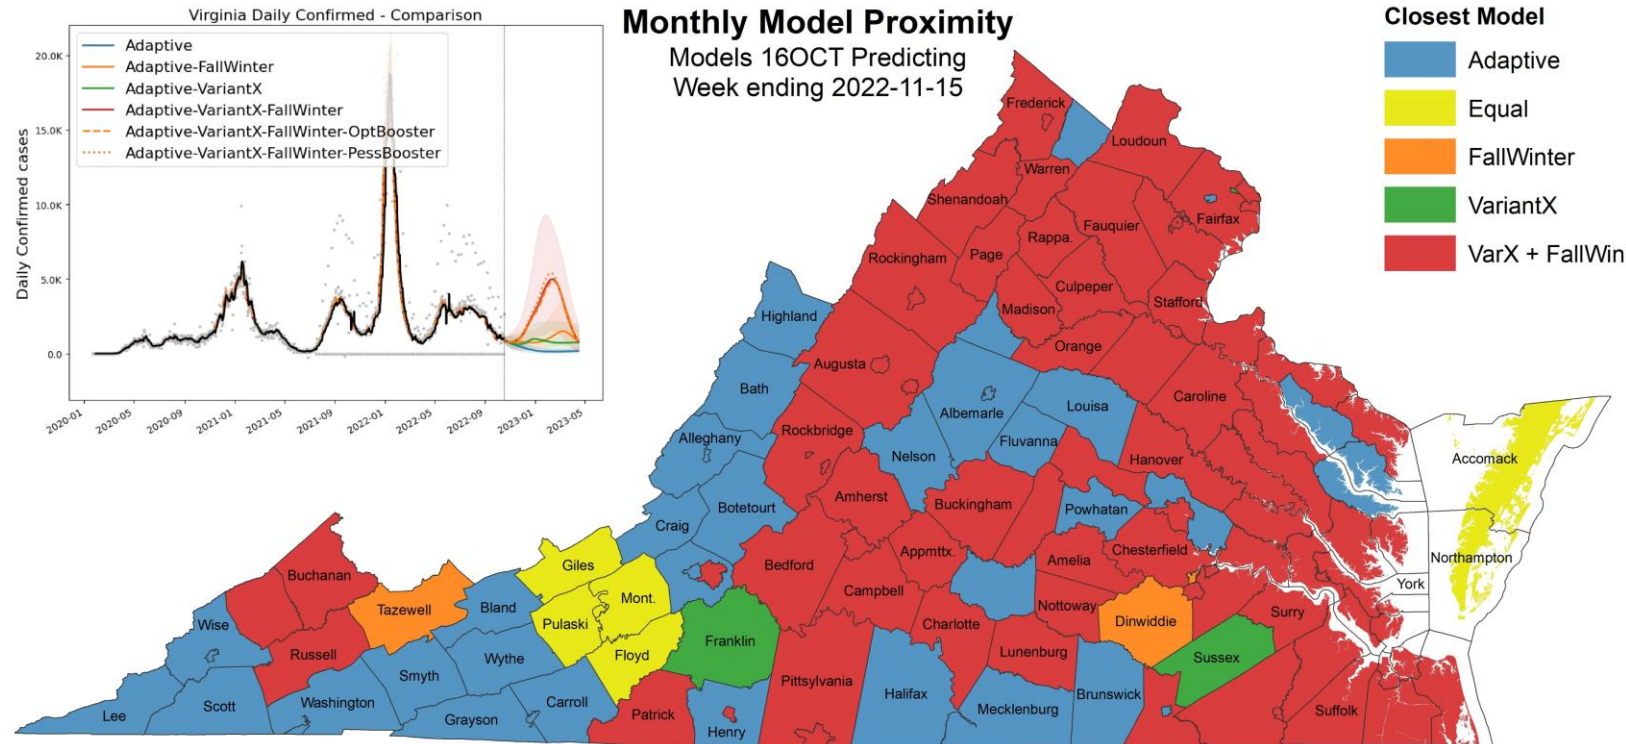 Virginia Daily Confirmed - Comparison
Adaptive
Adaptive-FallWinter
Adaptive-VariantX
Adaptive-VariantX-FallWinter
Adaptive-VariantX-FallWinter-OptBooster
Adaptive-VariantX-FallWinter-PessBooster
Daily Confirmed cases
20.0K
15.0K
10.0K
5.0K
0.0
2020-01
2020-05
2020-09
2021-01
2021-05
2021-09
2022-01
2022-05
2022-09
2023-01
2023-05
Monthly Model Proximity
Models 16OCT Predicting
Week ending 2022-11-15
Closest Model
Adaptive
Equal
FallWinter
VariantX
VarX + FallWin
Frederick
Loudoun
Warren
Shenandoah
Fauquier
Fairfax
Rappa.
Page
Rockingham
Culpeper
Stafford
Madison
Highland
Orange
Augusta
Bath
Caroline
Louisa
Albemarle
Rockbridge
Alleghany
Fluvanna
Nelson
Hanover
Accomack
Amherst
Buckingham
Botetourt
Powhatan
Craig
Appmttx.
Chesterfield
Amelia
Northampton
Bedford
Giles
Buchanan
York
Campbell
Mont.
Bland
Tazewell
Nottoway
Surry
Dinwiddie
Pulaski
Wise
Charlotte
Franklin
Lunenburg
Russell
Floyd
Wythe
Sussex
Smyth
Pittsylvania
Halifax
Brunswick
Washington
Carroll
Scott
Mecklenburg
Suffolk
Patrick
Lee
Grayson
Henry